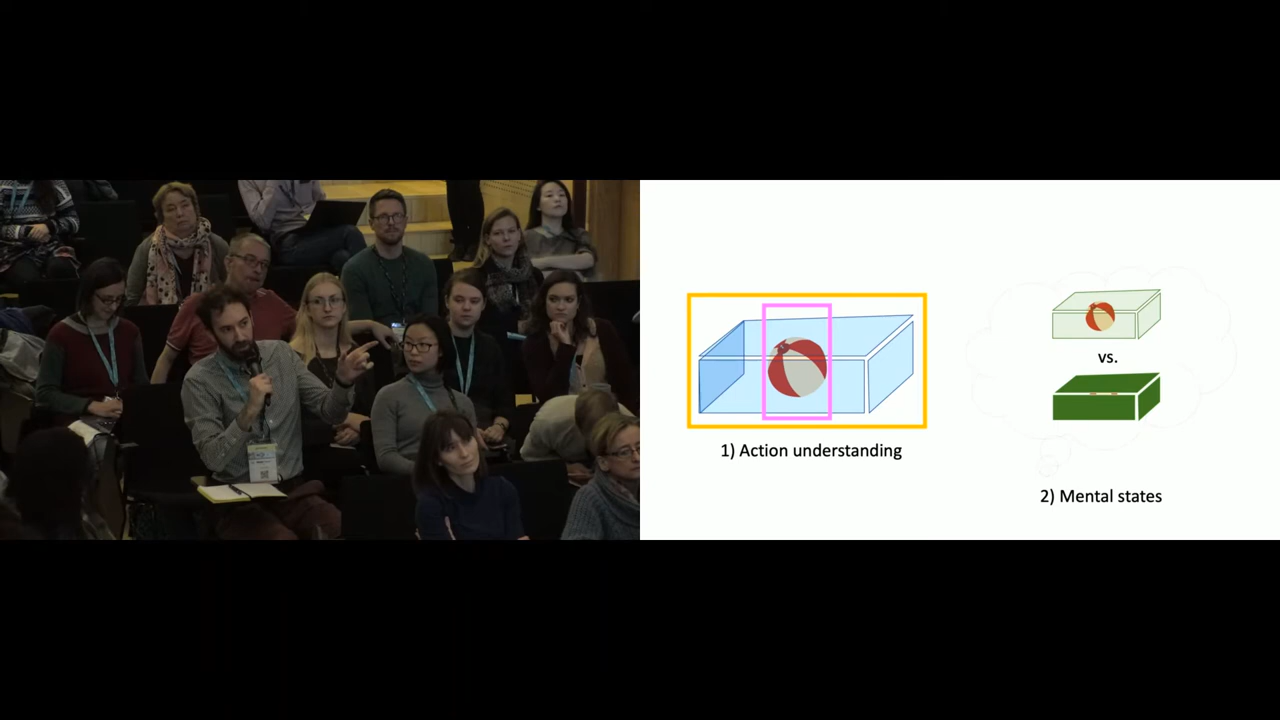 1) Action understanding
vs.
2) Mental states